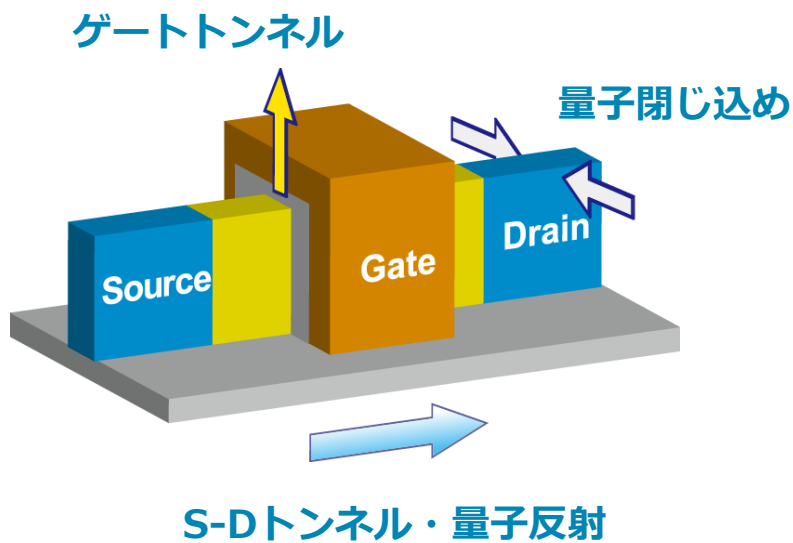 ゲートトンネル
量子閉じ込め
Source
Gate
Drain
S-Dトンネル・量子反射